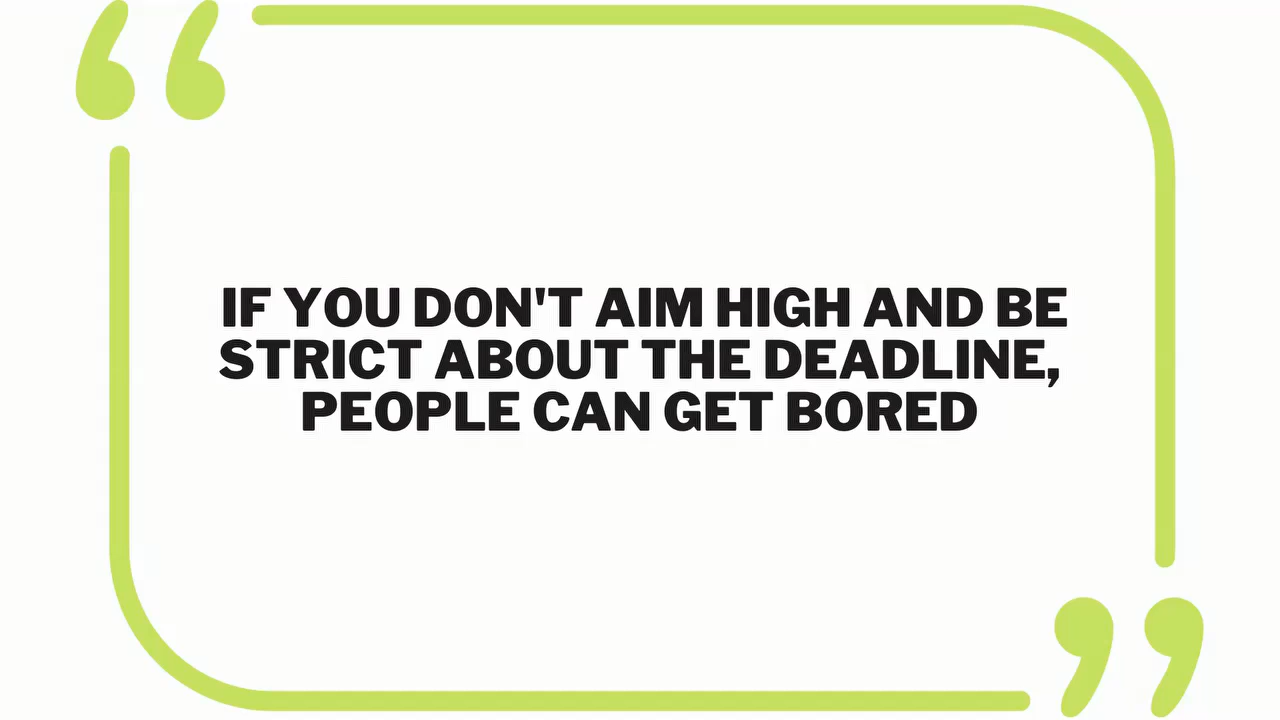 IF YOU DON'T AIM HIGH AND BE
STRICT ABOUT THE DEADLINE,
PEOPLE CAN GET BORED